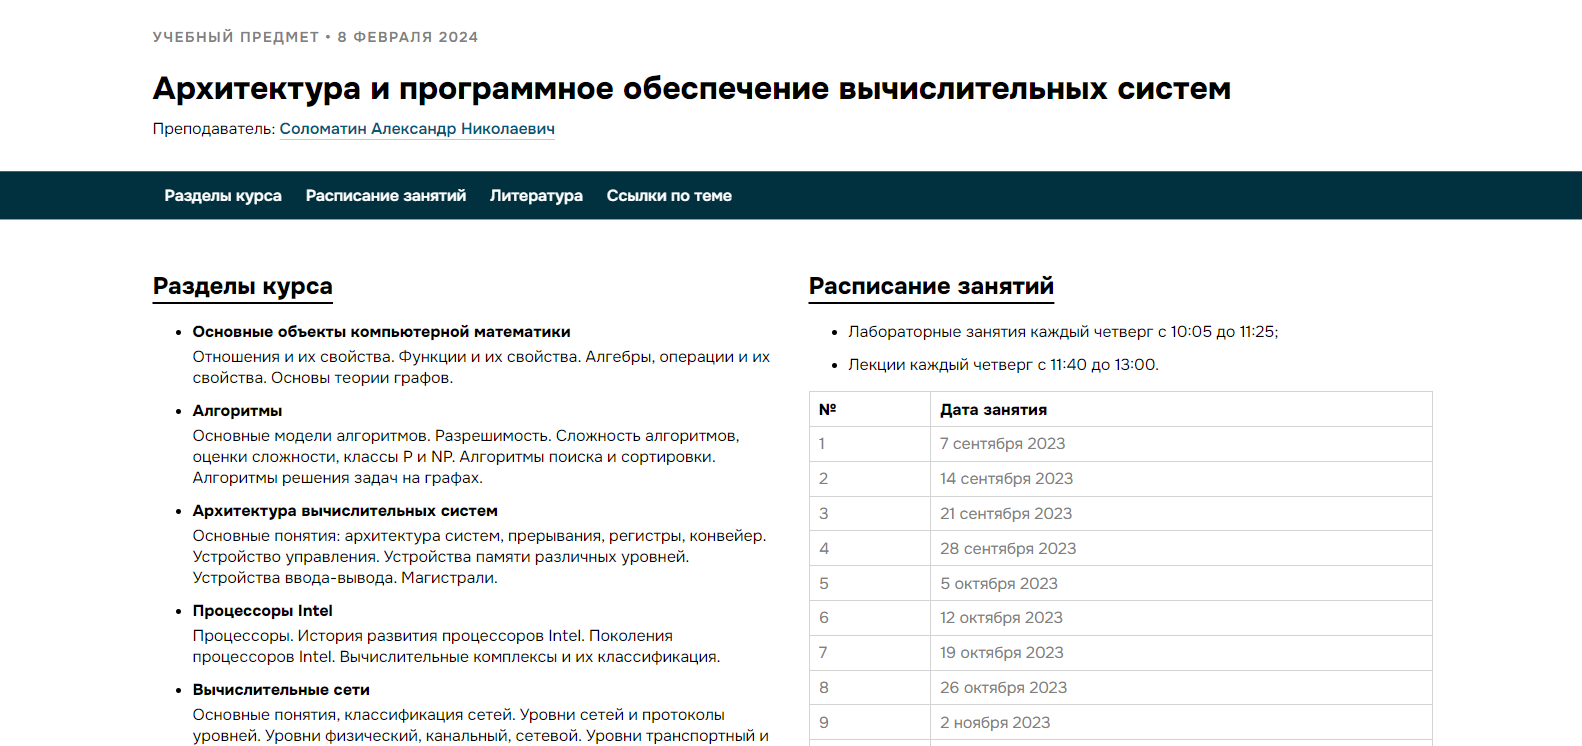 УЧЕБНЫЙ ПРЕДМЕТ • 8 ФЕВРАЛЯ 2024
Архитектура и программное обеспечение вычислительных систем
Преподаватель: Соломатин Александр Николаевич
Разделы курса Расписание занятий Литература Ссылки по теме
Разделы курса
• Основные объекты компьютерной математики
Отношения и их свойства. Функции и их свойства. Алгебры, операции и их
свойства. Основы теории графов.
• Алгоритмы
Основные модели алгоритмов. Разрешимость. Сложность алгоритмов,
оценки сложности, классы P и NP. Алгоритмы поиска и сортировки.
Алгоритмы решения задач на графах.
• Архитектура вычислительных систем
Основные понятия: архитектура систем, прерывания, регистры, конвейер.
Устройство управления. Устройства памяти различных уровней.
Устройства ввода-вывода. Магистрали.
• Процессоры Intel
Процессоры. История развития процессоров Intel. Поколения
процессоров Intel. Вычислительные комплексы и их классификация.
• Вычислительные сети
Основные понятия, классификация сетей. Уровни сетей и протоколы
уровней. Уровни физический, канальный, сетевой. Уровни транспортный и
Расписание занятий
• Лабораторные занятия каждый четверг с 10:05 до 11:25;
• Лекции каждый четверг с 11:40 до 13:00.
№ Дата занятия
1 7 сентября 2023
2 14 сентября 2023
3 21 сентября 2023
4 28 сентября 2023
5 5 октября 2023
6 12 октября 2023
7 19 октября 2023
8 26 октября 2023
9 2 ноября 2023